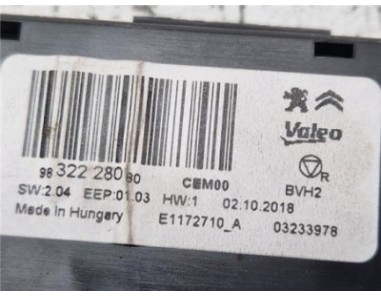 Valeo
R
98 322 280 80 CEM00 BVH2
SW:2.04 EEP:01.03 HW:1 02.10.2018
Made in Hungary E1172710_A 03233978